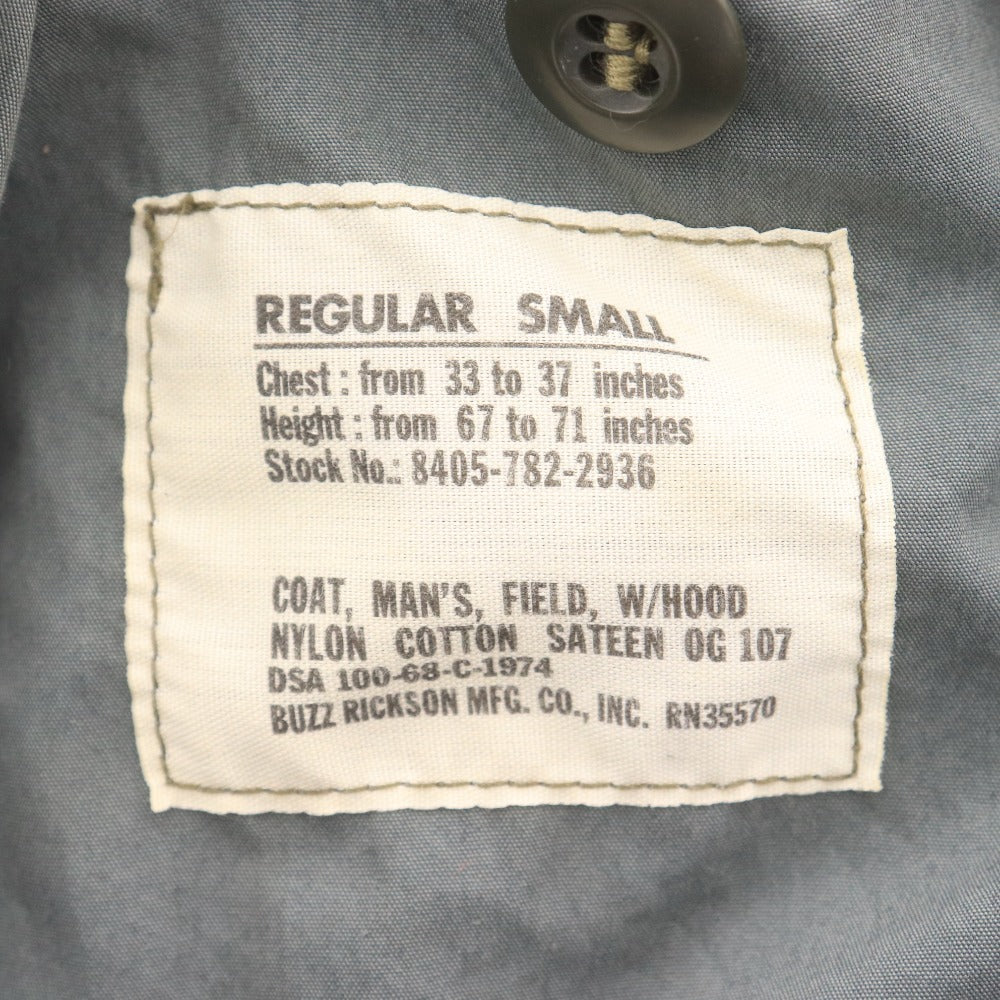 REGULAR SMALL
Chest : from 33 to 37 inches
Height : from 67 to 71 inches
Stock No.: 8405-782-2936
COAT, MAN'S, FIELD, W/HOOD
NYLON COTTON SATEEN OG 107
DSA 100-68-C-1974
BUZZ RICKSON MFG. CO., INC. RN35570